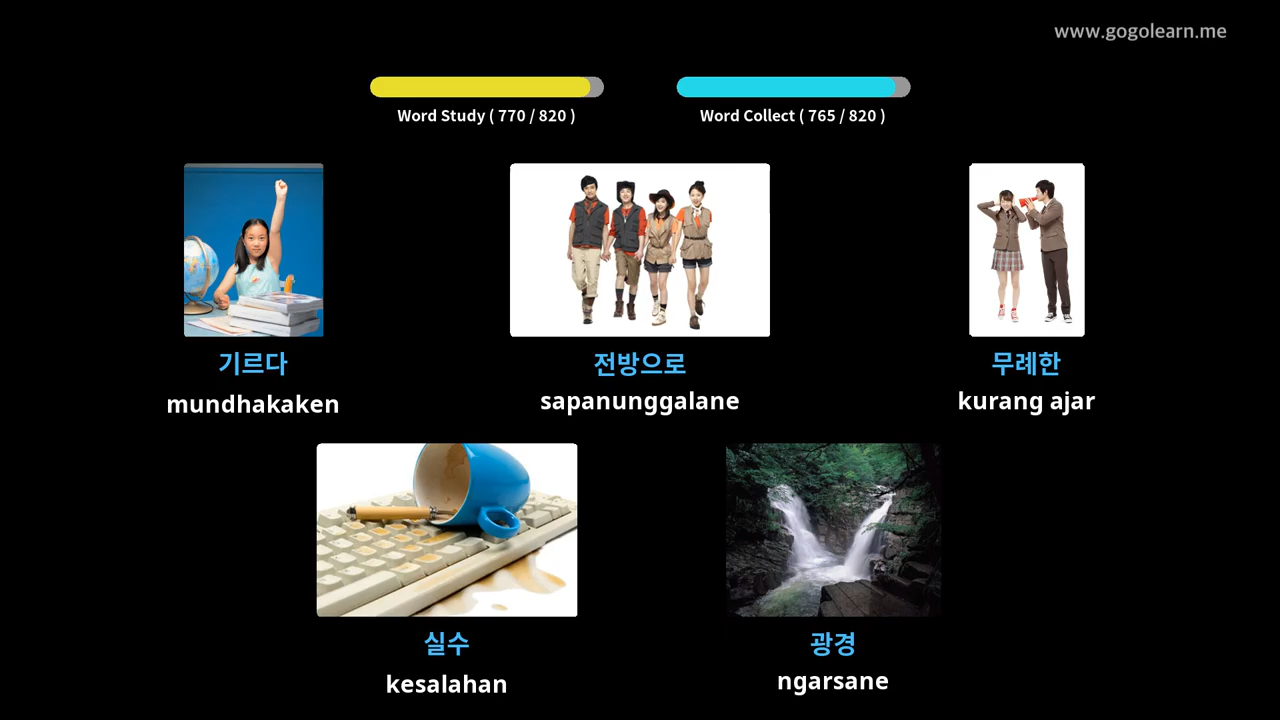 www.gogolearn.me
Word Study ( 770 / 820 )
Word Collect ( 765 / 820 )
기르다
전방으로
무례한
mundhakaken
sapanunggalane
kurang ajar
실수
광경
kesalahan
ngarsane